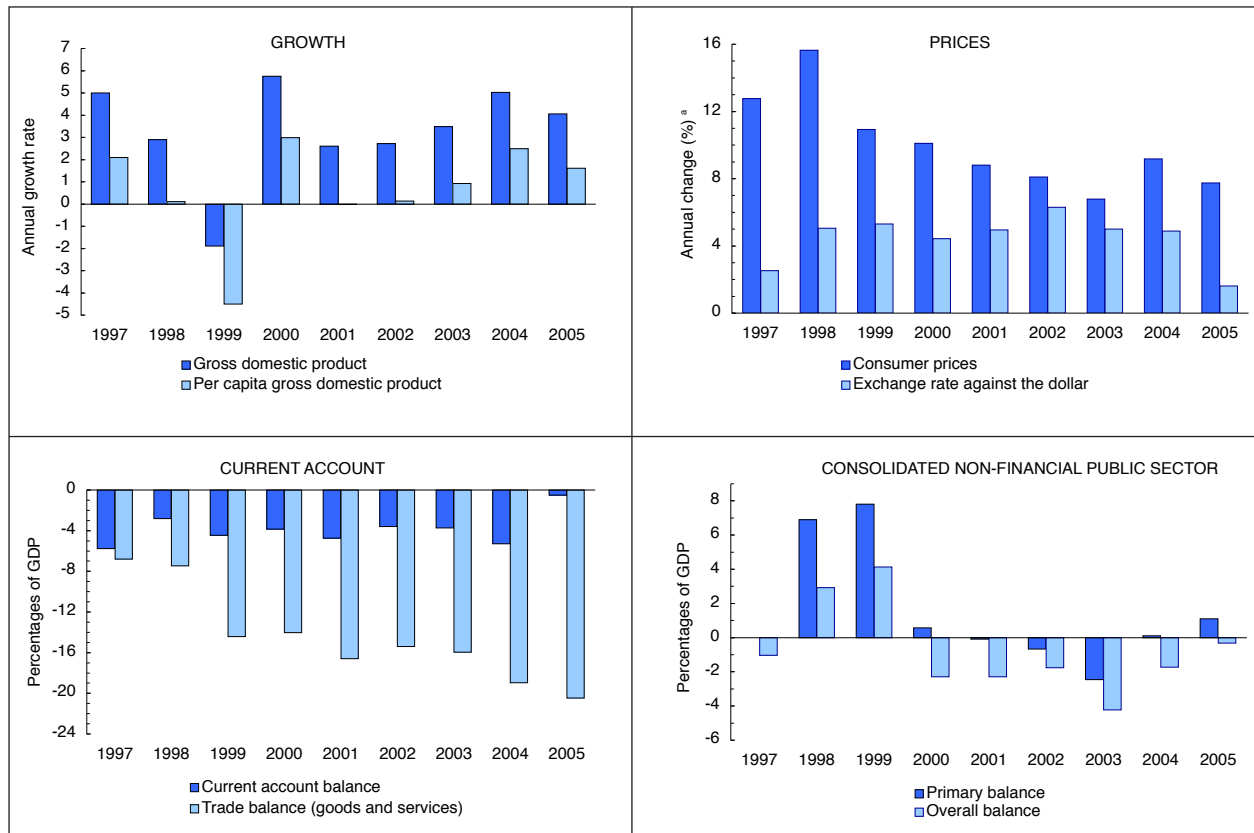 GROWTH
Annual growth rate
7
6
5
4
3
2
1
0
-1
-2
-3
-4
-5
1997 1998 1999 2000 2001 2002 2003 2004 2005
Gross domestic product
Per capita gross domestic product
PRICES
Annual change (%) a
16
12
8
4
0
1997 1998 1999 2000 2001 2002 2003 2004 2005
Consumer prices
Exchange rate against the dollar
CURRENT ACCOUNT
Percentages of GDP
0
-4
-8
-12
-16
-20
-24
1997 1998 1999 2000 2001 2002 2003 2004 2005
Current account balance
Trade balance (goods and services)
CONSOLIDATED NON-FINANCIAL PUBLIC SECTOR
Percentages of GDP
8
6
4
2
0
-2
-4
-6
1997 1998 1999 2000 2001 2002 2003 2004 2005
Primary balance
Overall balance